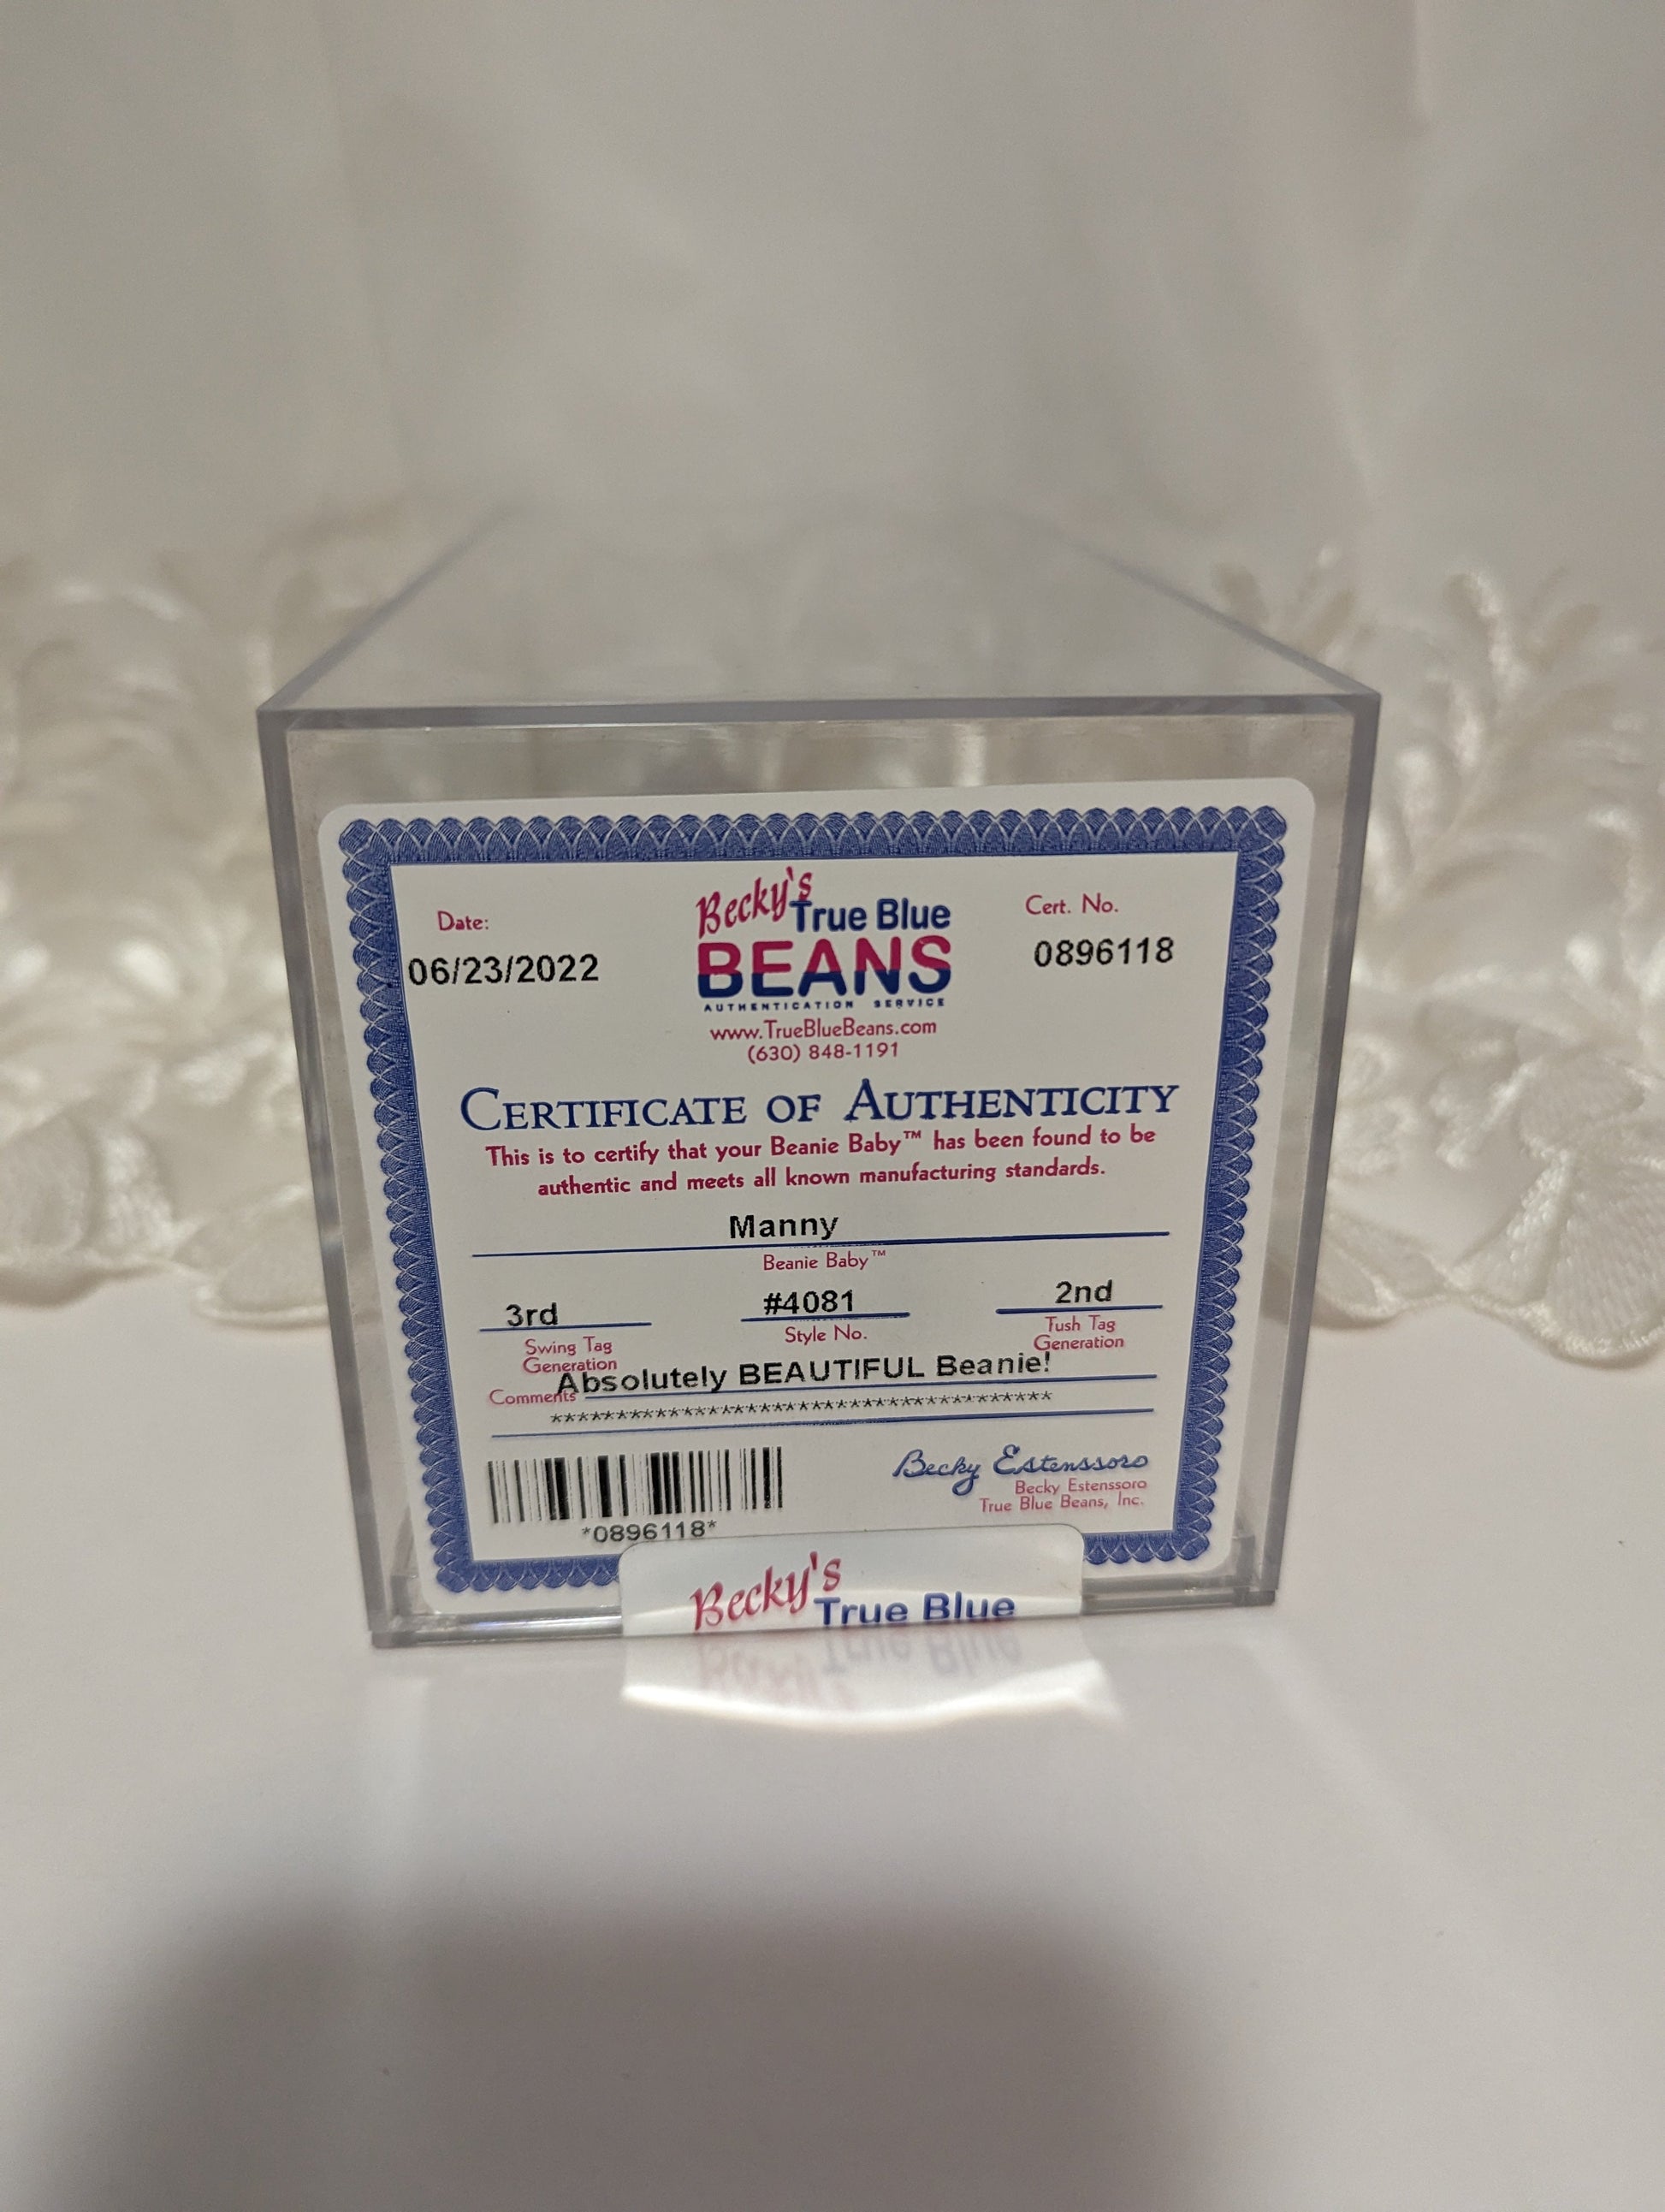 Date:
06/23/2022
Becky's
True Blue
BEANS
AUTHENTICATION SERVICE
www.TrueBlueBeans.com
(630) 848-1191
Cert. No.
0896118
CERTIFICATE OF AUTHENTICITY
This is to certify that your Beanie Baby™ has been found to be
authentic and meets all known manufacturing standards.
Manny
Beanie Baby™
3rd
Swing Tag
Generation
#4081
Style No.
2nd
Tush Tag
Generation
Comments Absolutely BEAUTIFUL Beanie!
**************************************
*0896118*
Becky Estenssoro
Becky Estenssoro
True Blue Beans, Inc.
Becky's
True Blue